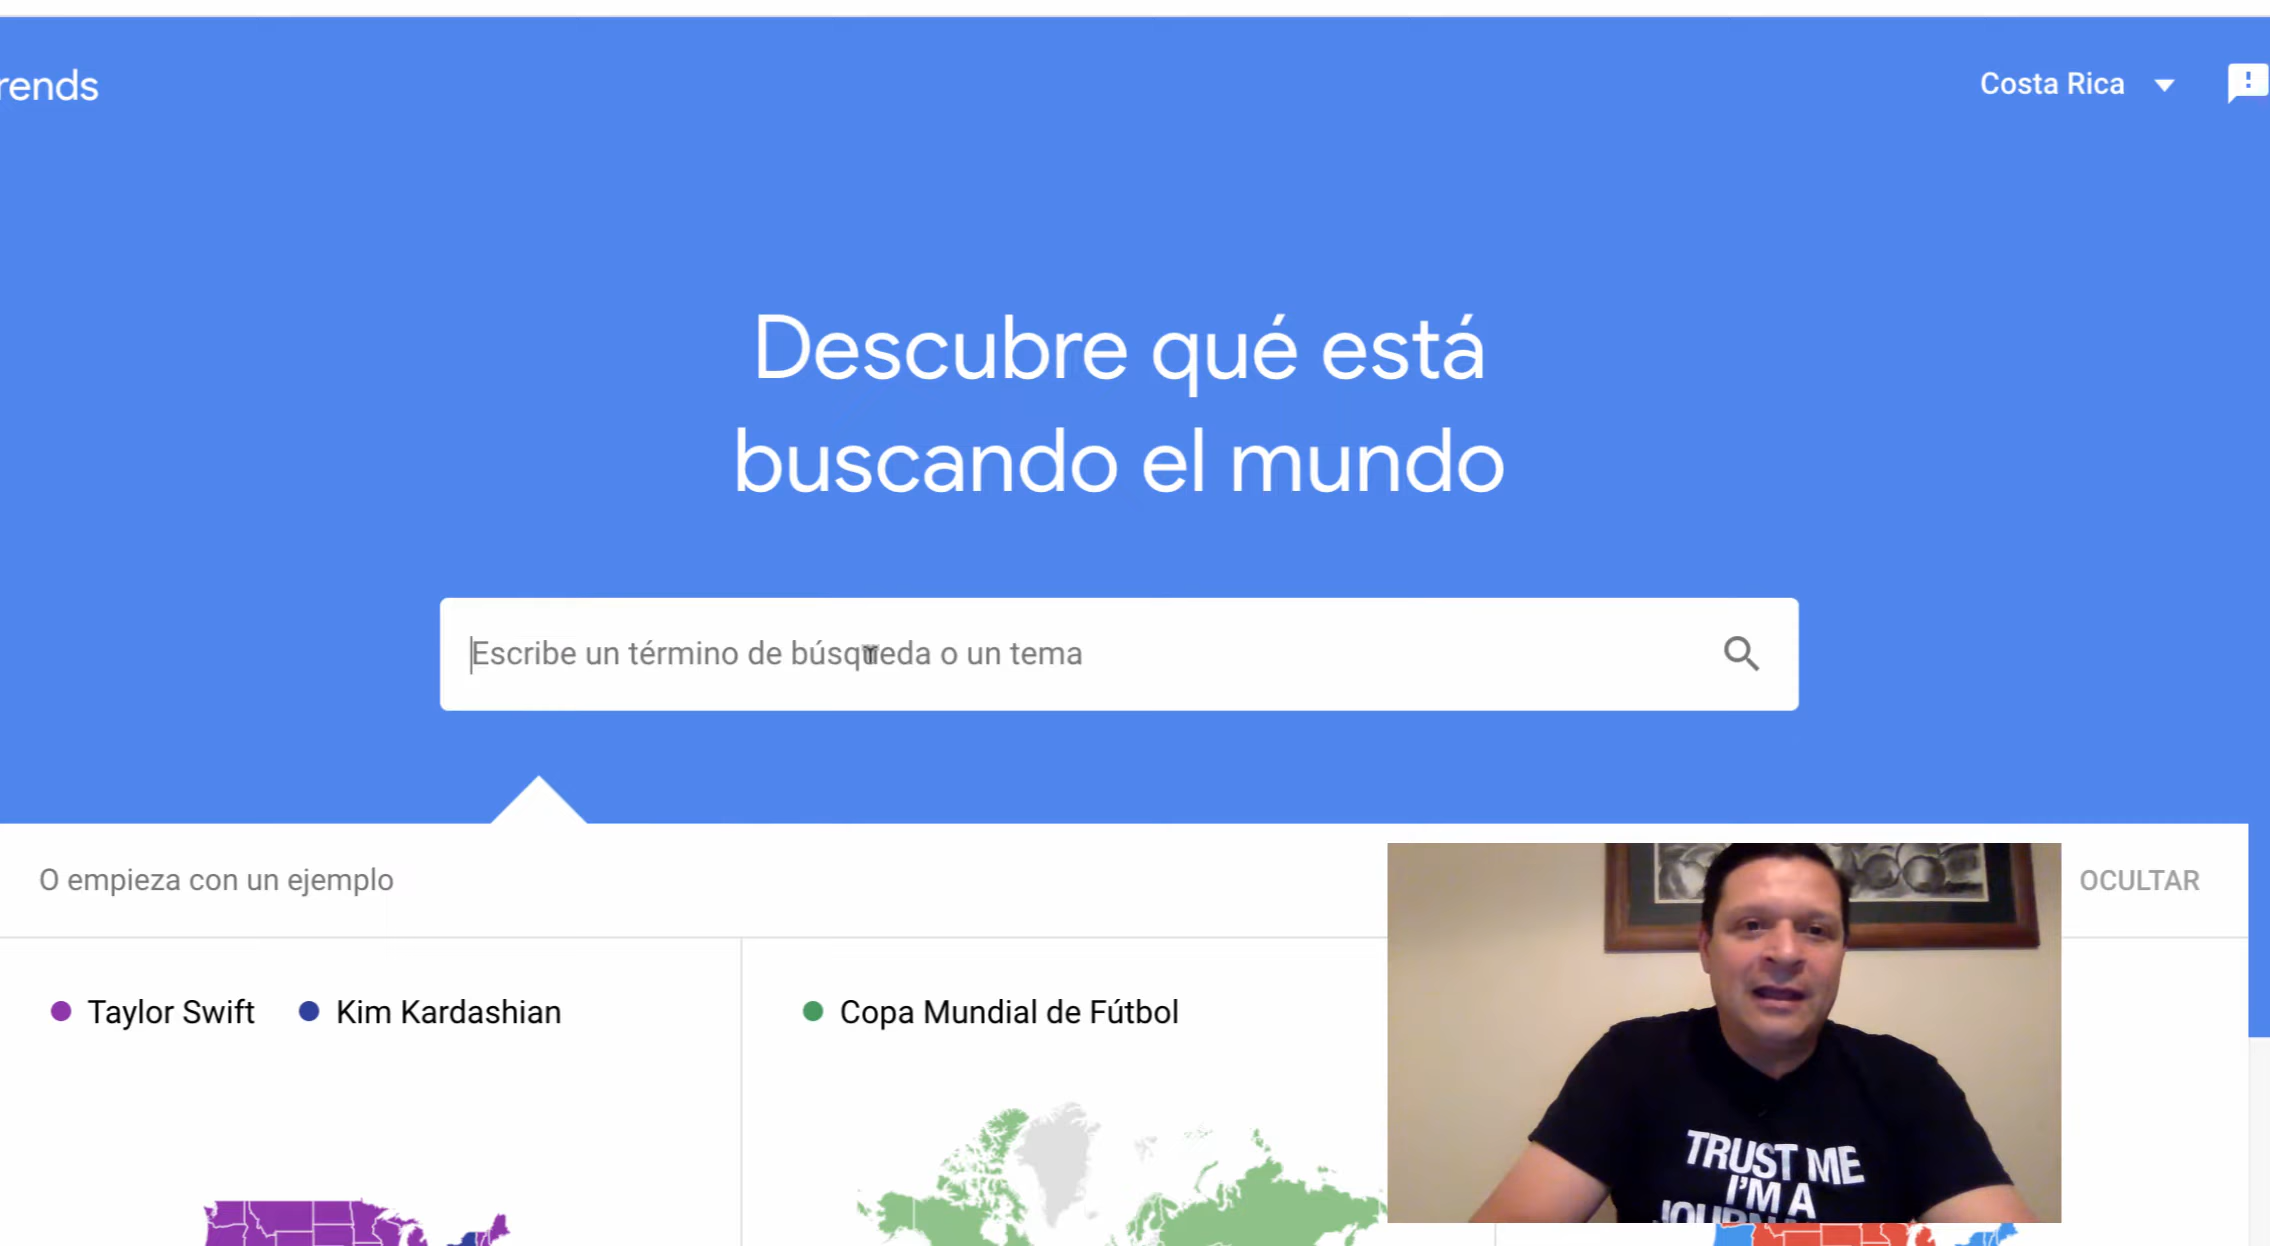 rends
Costa Rica
Descubre qué está
buscando el mundo
Escribe un término de búsqueda o un tema
O empieza con un ejemplo
OCULTAR
Taylor Swift
Kim Kardashian
Copa Mundial de Fútbol
TRUST ME
I'M A